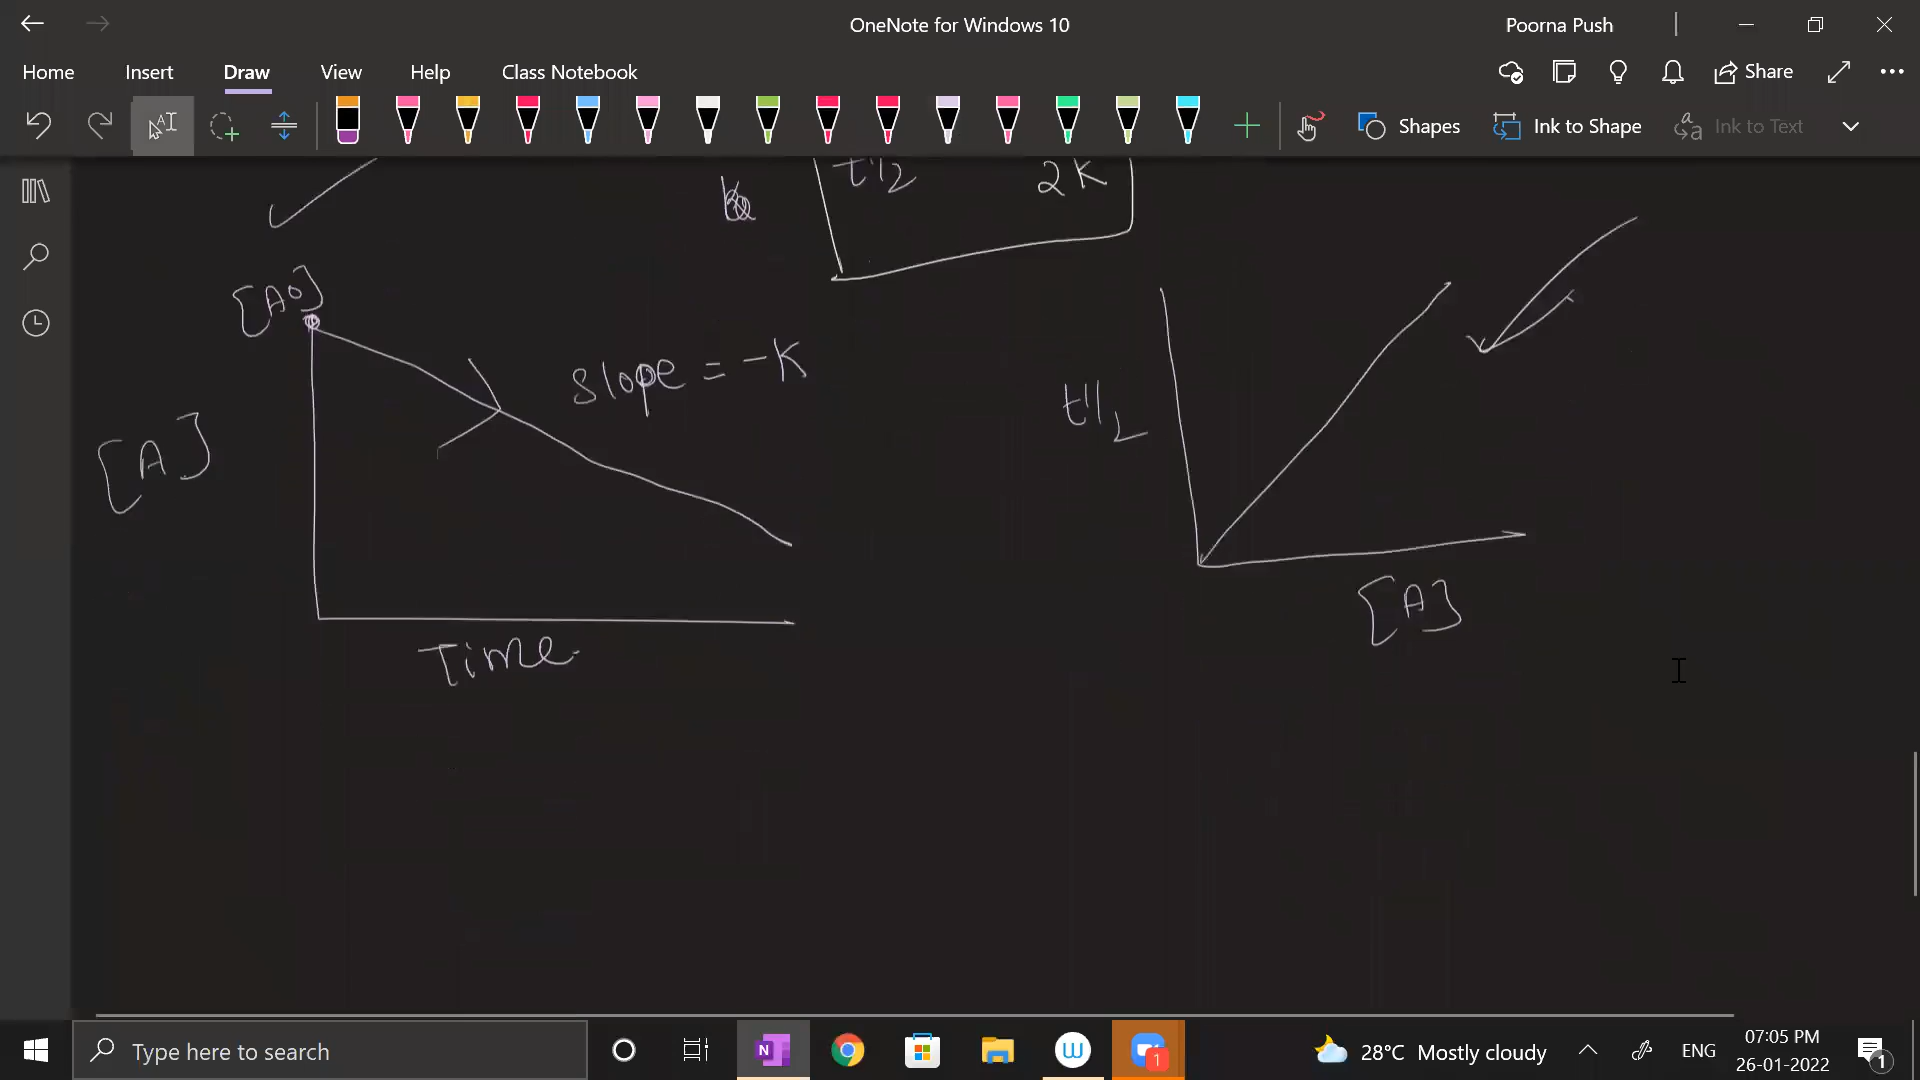 OneNote for Windows 10
Poorna Push
Home Insert Draw View Help Class Notebook
Share
Shapes Ink to Shape Ink to Text
t1/2 2K
[A0]
slope = -K
[A]
t1/2
[A]
Time
Type here to search
28°C Mostly cloudy
ENG
07:05 PM
26-01-2022
1
1